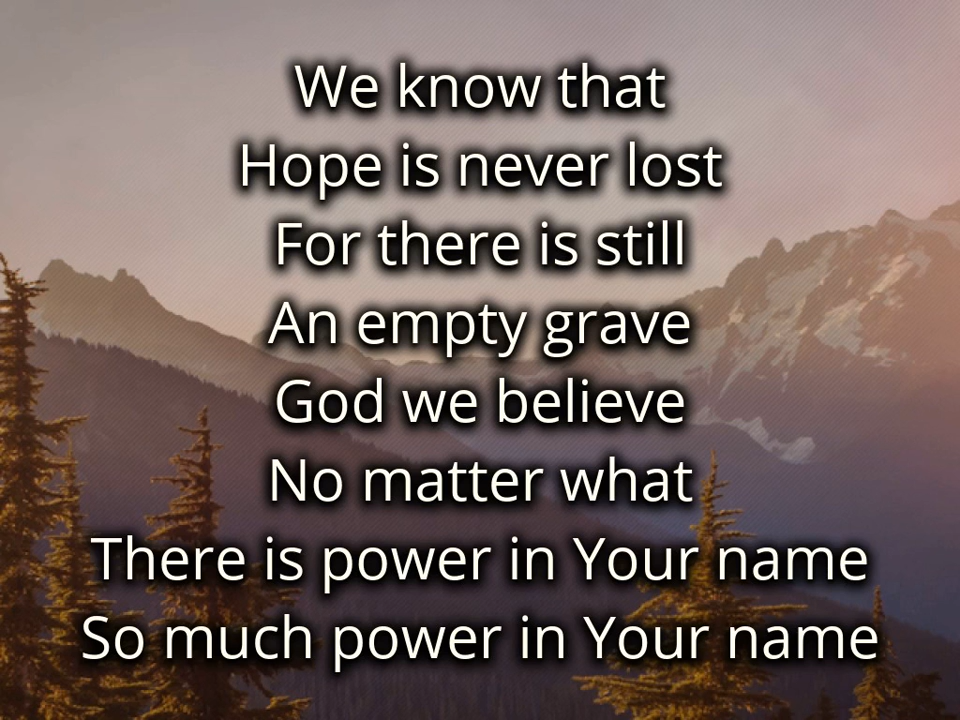 We know that
Hope is never lost
For there is still
An empty grave
God we believe
No matter what
There is power in Your name
So much power in Your name